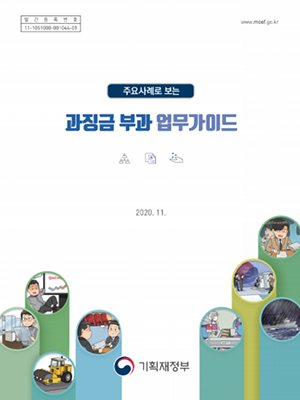 발간등록번호
11-1051000-001044-01
www.moef.go.kr
주요사례로 보는
과징금 부과 업무가이드
2020. 11.
기획재정부